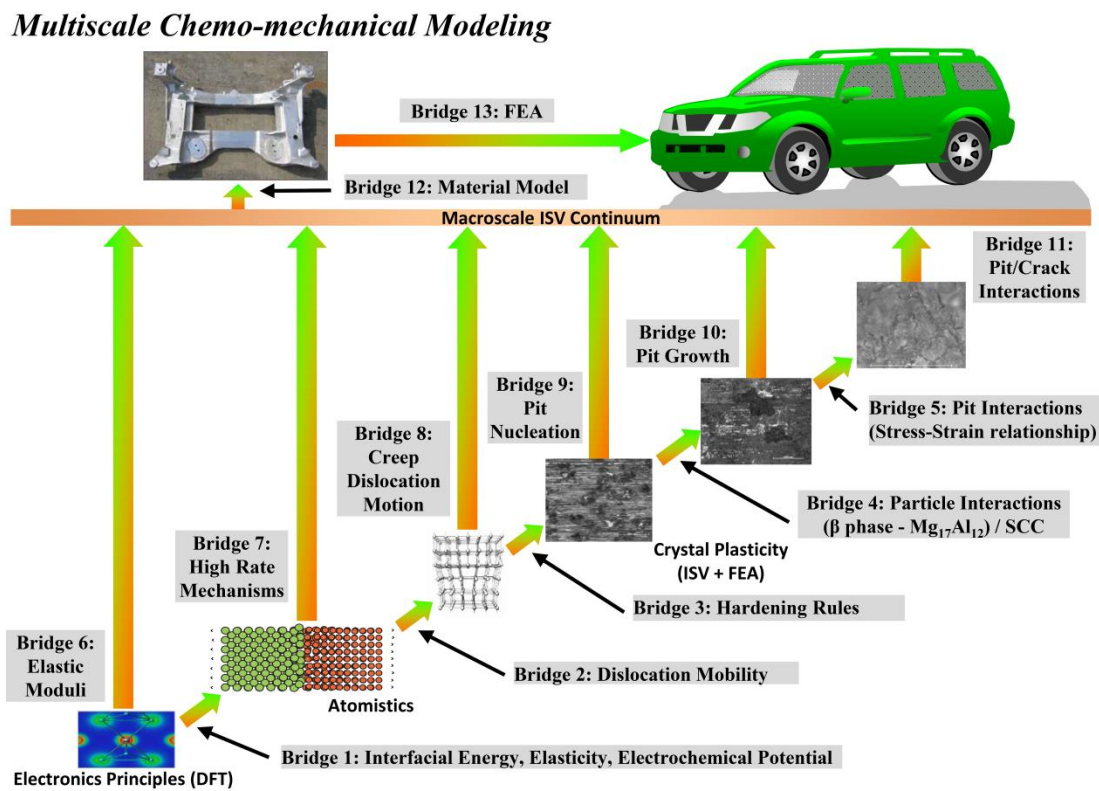 Multiscale Chemo-mechanical Modeling
Bridge 13: FEA
Bridge 12: Material Model
Macroscale ISV Continuum
Bridge 11:
Pit/Crack
Interactions
Bridge 10:
Pit Growth
Bridge 9:
Pit
Nucleation
Bridge 5: Pit Interactions
(Stress-Strain relationship)
Bridge 8:
Creep
Dislocation
Motion
Bridge 4: Particle Interactions
(β phase - Mg₁₇Al₁₂) / SCC
Bridge 7:
High Rate
Mechanisms
Crystal Plasticity
(ISV + FEA)
Bridge 3: Hardening Rules
Bridge 6:
Elastic
Moduli
Bridge 2: Dislocation Mobility
Atomistics
Bridge 1: Interfacial Energy, Elasticity, Electrochemical Potential
Electronics Principles (DFT)